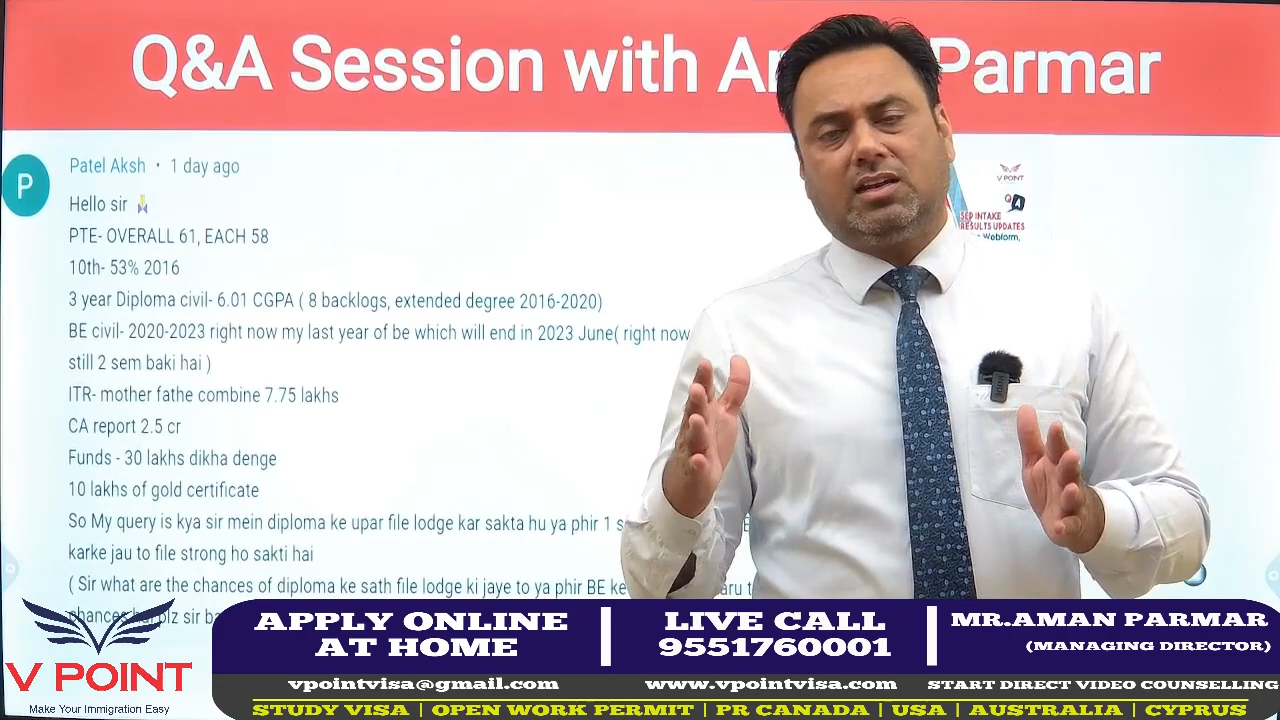 Q&A Session with A Parmar
P
Patel Aksh • 1 day ago
Hello sir
PTE- OVERALL 61, EACH 58
10th- 53% 2016
3 year Diploma civil- 6.01 CGPA ( 8 backlogs, extended degree 2016-2020)
BE civil- 2020-2023 right now my last year of be which will end in 2023 June( right now
still 2 sem baki hai )
ITR- mother fathe combine 7.75 lakhs
CA report 2.5 cr
Funds - 30 lakhs dikha denge
10 lakhs of gold certificate
So My query is kya sir mein diploma ke upar file lodge kar sakta hu ya phir 1
karke jau to file strong ho sakti hai
( Sir what are the chances of diploma ke sath file lodge ki jaye to ya phir BE ke
plz sir
V POINT
Q A
SEP INTAKE
RESULTS UPDATES
Webform,
V POINT
Make Your Immigration Easy
APPLY ONLINE
AT HOME
LIVE CALL
9551760001
MR.AMAN PARMAR
(MANAGING DIRECTOR)
vpointvisa@gmail.com
www.vpointvisa.com
START DIRECT VIDEO COUNSELLING
STUDY VISA | OPEN WORK PERMIT | PR CANADA | USA | AUSTRALIA | CYPRUS